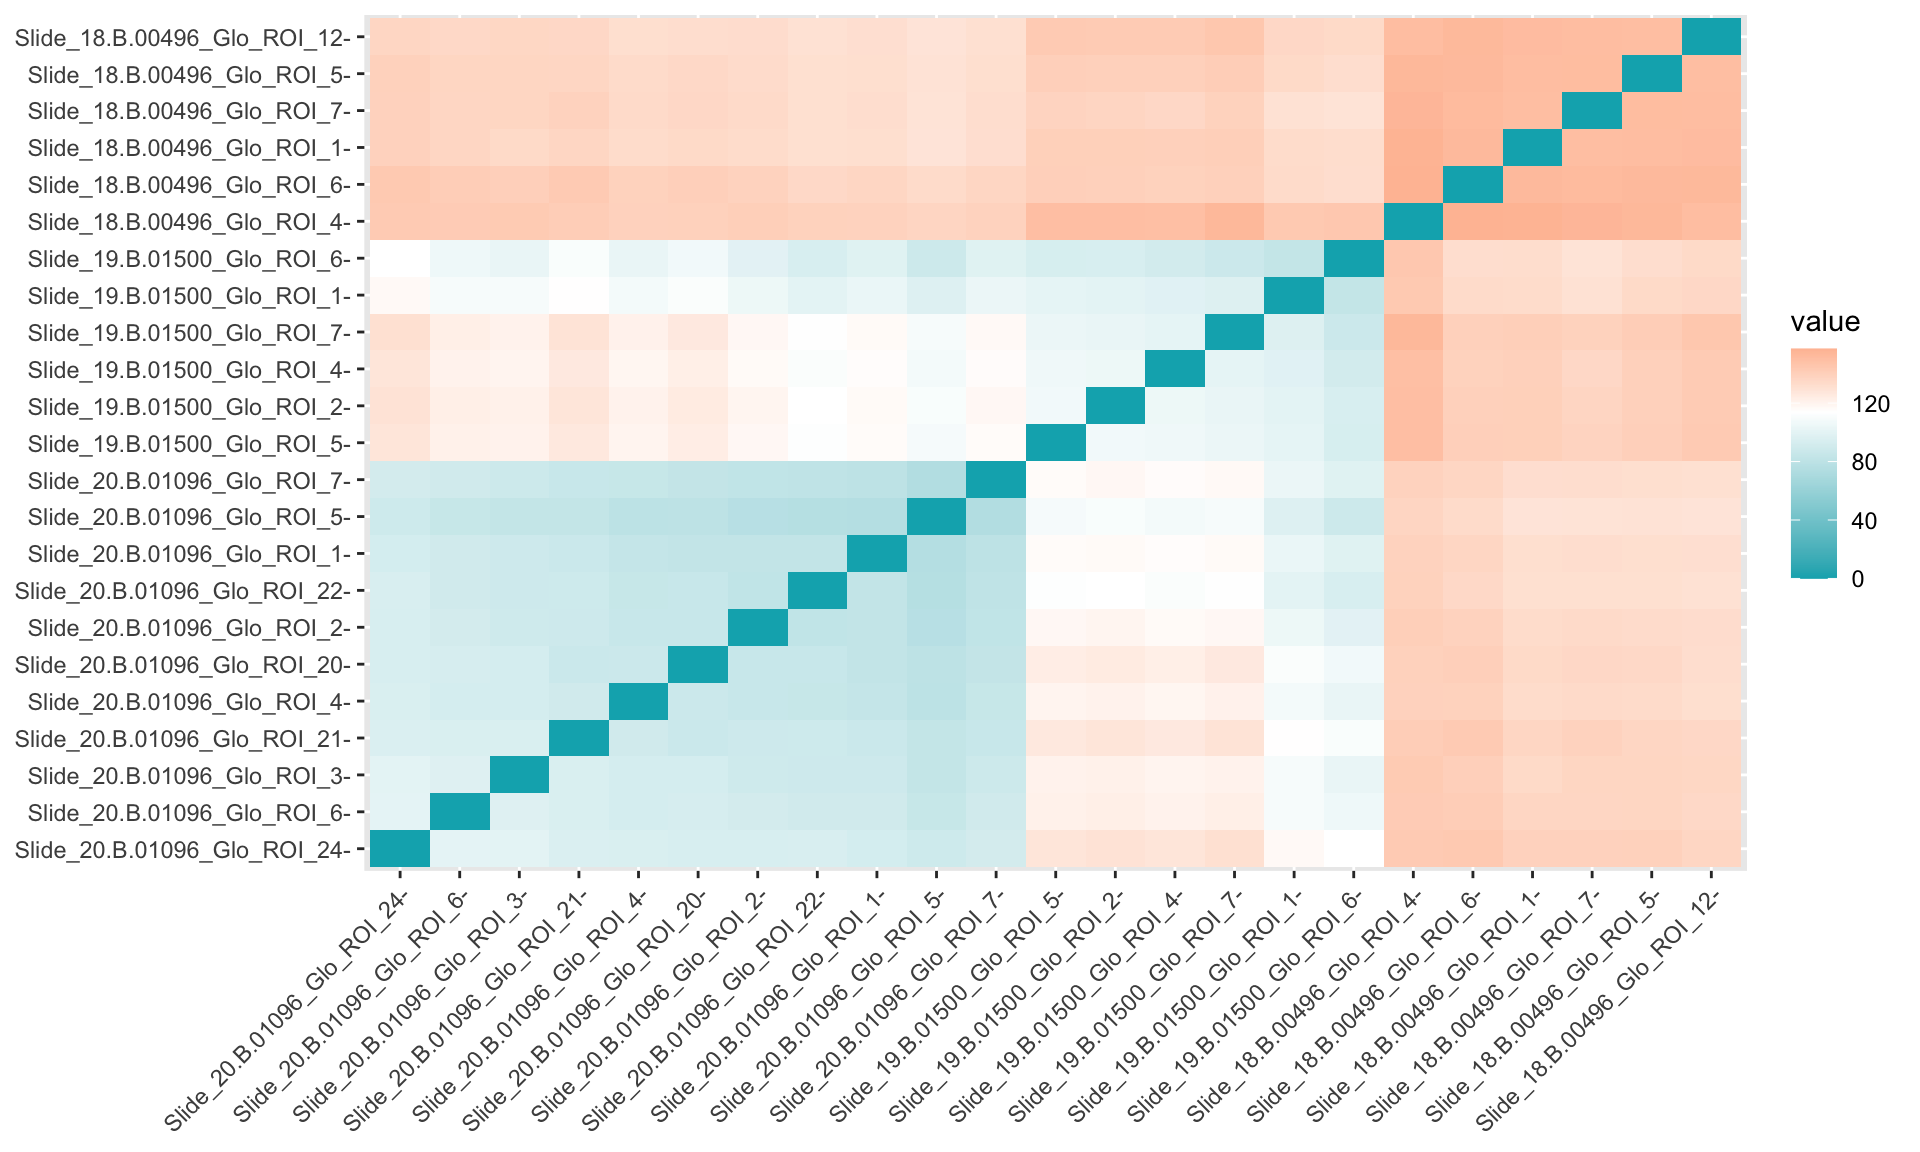 Slide_18.B.00496_Glo_ROI_12-
Slide_18.B.00496_Glo_ROI_5-
Slide_18.B.00496_Glo_ROI_7-
Slide_18.B.00496_Glo_ROI_1-
Slide_18.B.00496_Glo_ROI_6-
Slide_18.B.00496_Glo_ROI_4-
Slide_19.B.01500_Glo_ROI_6-
Slide_19.B.01500_Glo_ROI_1-
Slide_19.B.01500_Glo_ROI_7-
Slide_19.B.01500_Glo_ROI_4-
Slide_19.B.01500_Glo_ROI_2-
Slide_19.B.01500_Glo_ROI_5-
Slide_20.B.01096_Glo_ROI_7-
Slide_20.B.01096_Glo_ROI_5-
Slide_20.B.01096_Glo_ROI_1-
Slide_20.B.01096_Glo_ROI_22-
Slide_20.B.01096_Glo_ROI_2-
Slide_20.B.01096_Glo_ROI_20-
Slide_20.B.01096_Glo_ROI_4-
Slide_20.B.01096_Glo_ROI_21-
Slide_20.B.01096_Glo_ROI_3-
Slide_20.B.01096_Glo_ROI_6-
Slide_20.B.01096_Glo_ROI_24-
Slide_20.B.01096_Glo_ROI_24-
Slide_20.B.01096_Glo_ROI_6-
Slide_20.B.01096_Glo_ROI_3-
Slide_20.B.01096_Glo_ROI_21-
Slide_20.B.01096_Glo_ROI_4-
Slide_20.B.01096_Glo_ROI_20-
Slide_20.B.01096_Glo_ROI_2-
Slide_20.B.01096_Glo_ROI_22-
Slide_20.B.01096_Glo_ROI_1-
Slide_20.B.01096_Glo_ROI_5-
Slide_20.B.01096_Glo_ROI_7-
Slide_19.B.01500_Glo_ROI_5-
Slide_19.B.01500_Glo_ROI_2-
Slide_19.B.01500_Glo_ROI_4-
Slide_19.B.01500_Glo_ROI_7-
Slide_19.B.01500_Glo_ROI_1-
Slide_19.B.01500_Glo_ROI_6-
Slide_18.B.00496_Glo_ROI_4-
Slide_18.B.00496_Glo_ROI_6-
Slide_18.B.00496_Glo_ROI_1-
Slide_18.B.00496_Glo_ROI_7-
Slide_18.B.00496_Glo_ROI_5-
Slide_18.B.00496_Glo_ROI_12-
value
120
80
40
0